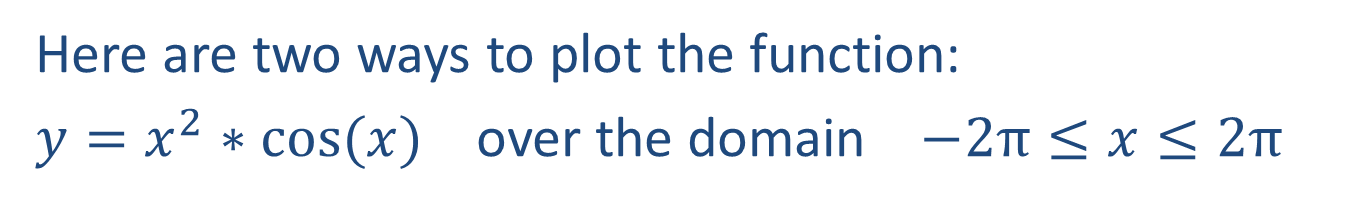 Here are two ways to plot the function:
y = x² * cos(x) over the domain −2π ≤ x ≤ 2π